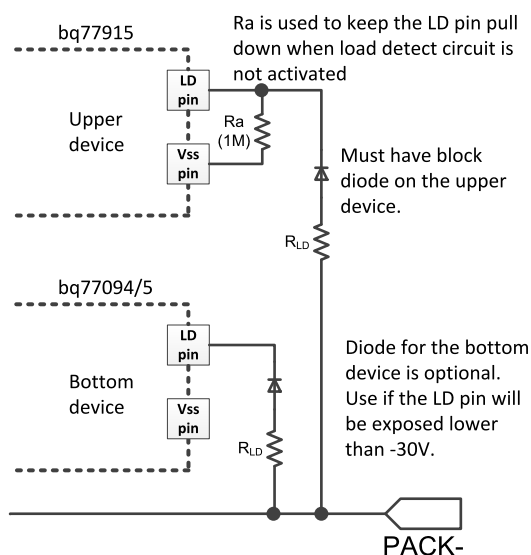 bq77915
Ra is used to keep the LD pin pull
down when load detect circuit is
not activated
LD
pin
Upper
device
Ra
(1M)
Vss
pin
Must have block
diode on the upper
device.
RLD
bq77094/5
LD
pin
Bottom
device
Vss
pin
RLD
Diode for the bottom
device is optional.
Use if the LD pin will
be exposed lower
than -30V.
PACK-